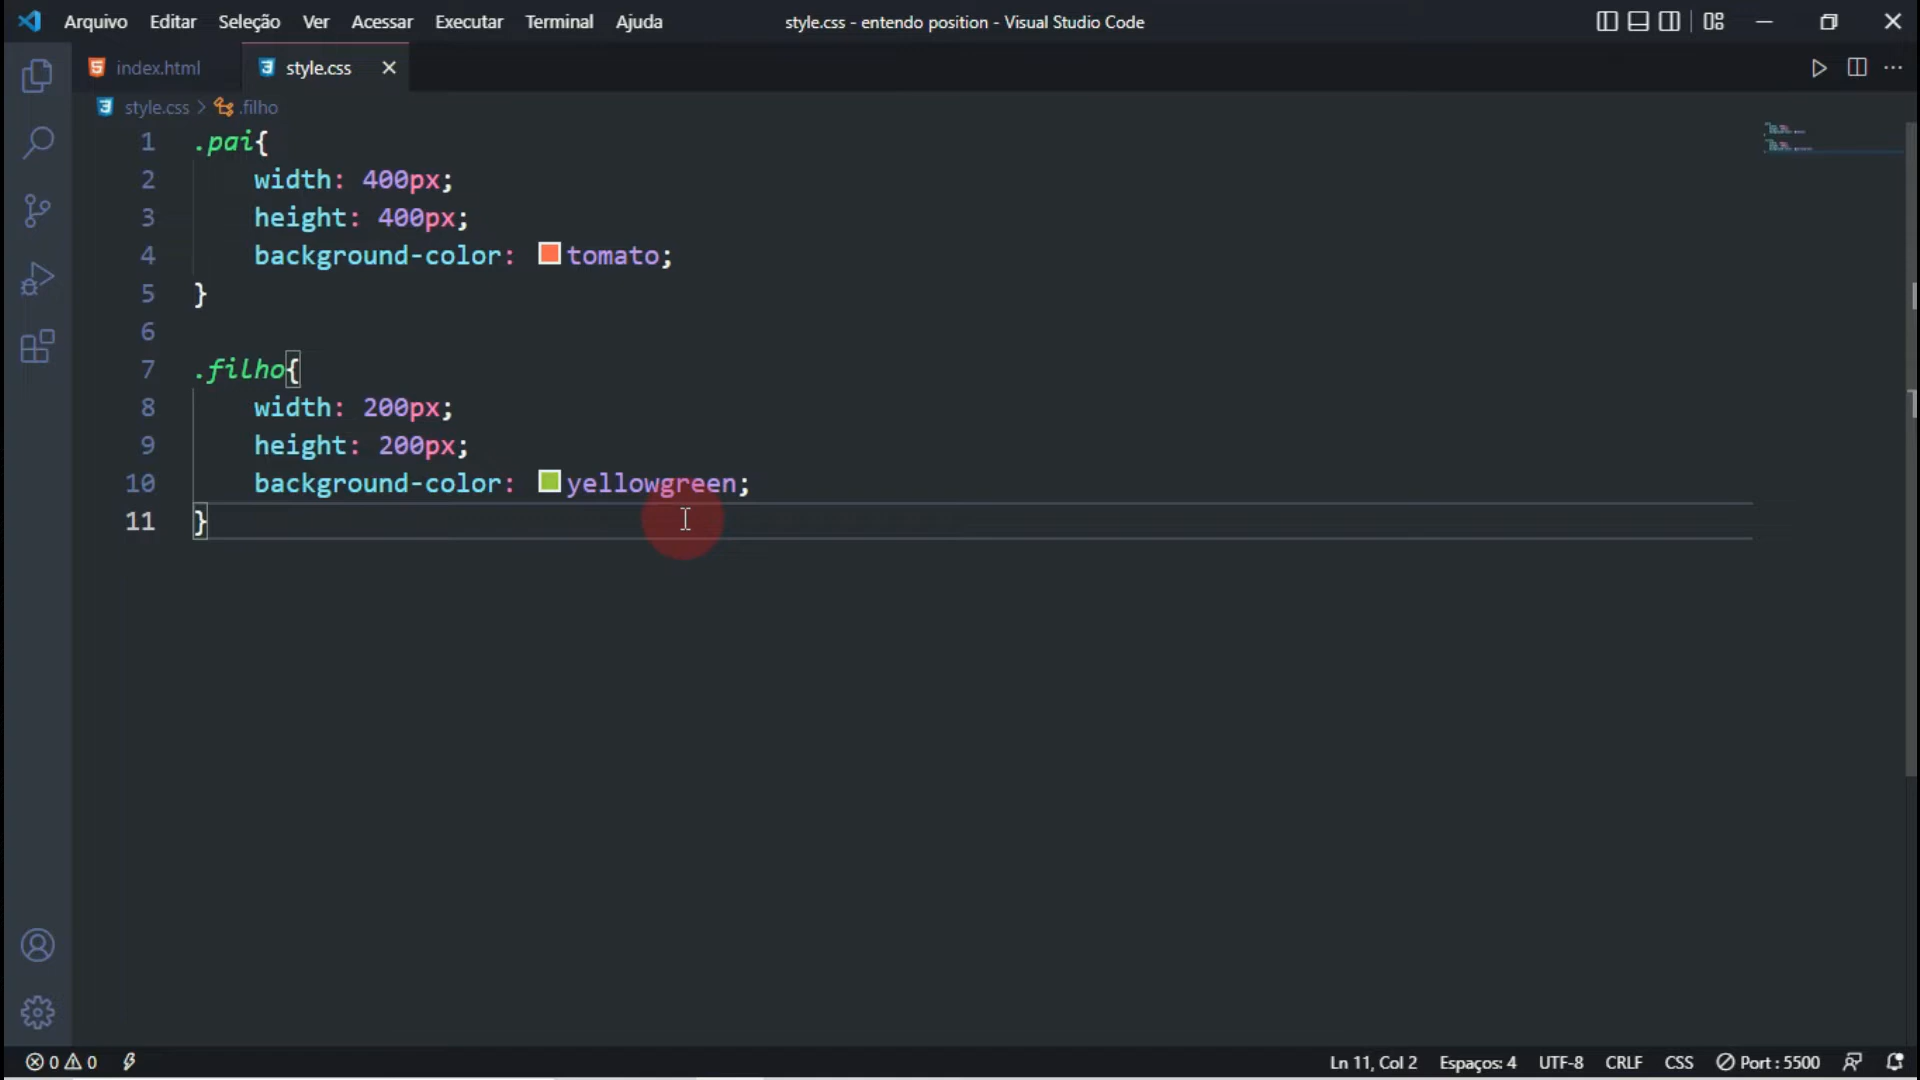 Arquivo Editar Seleção Ver Acessar Executar Terminal Ajuda style.css - entendo position - Visual Studio Code
index.html style.css
style.css > .filho
1 .pai{
2     width: 400px;
3     height: 400px;
4     background-color: tomato;
5 }
6
7 .filho{
8     width: 200px;
9     height: 200px;
10     background-color: yellowgreen;
11 }
0 0 Ln 11, Col 2 Espaços: 4 UTF-8 CRLF CSS Port : 5500